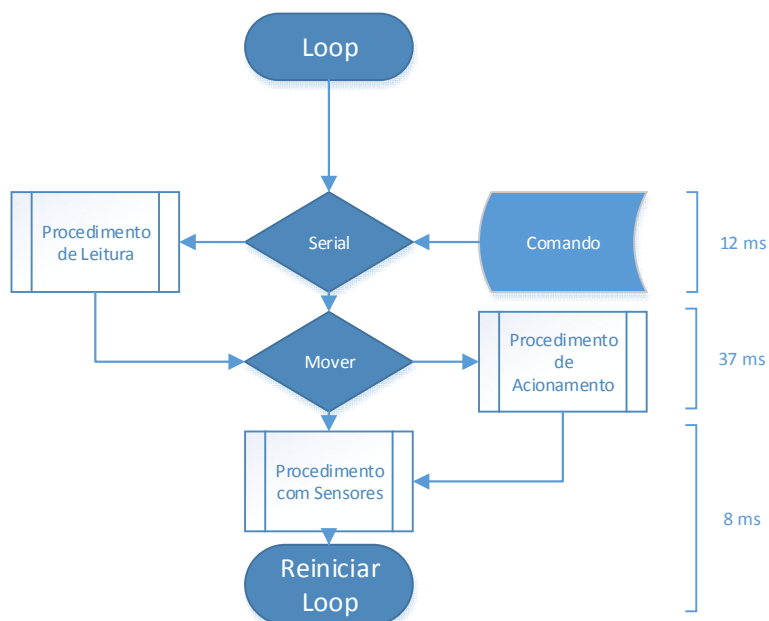 Loop
Procedimento
de Leitura
Serial
Comando
12 ms
Mover
Procedimento
de
Acionamento
37 ms
Procedimento
com Sensores
8 ms
Reiniciar
Loop